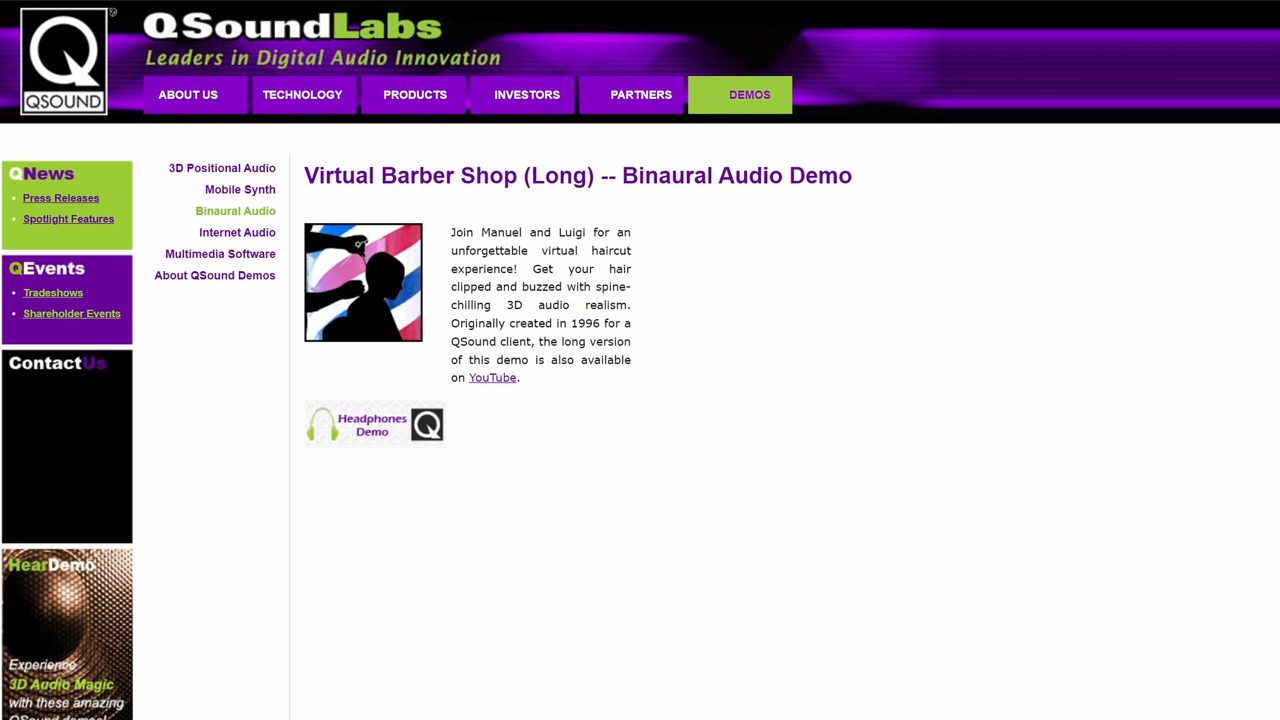 QSOUND
QSoundLabs
Leaders in Digital Audio Innovation
ABOUT US
TECHNOLOGY
PRODUCTS
INVESTORS
PARTNERS
DEMOS
QNews
Press Releases
Spotlight Features
QEvents
Tradeshows
Shareholder Events
ContactUs
HearDemo
Experience
3D Audio Magic
with these amazing
QSound demos!
3D Positional Audio
Mobile Synth
Binaural Audio
Internet Audio
Multimedia Software
About QSound Demos
Virtual Barber Shop (Long) -- Binaural Audio Demo
Join Manuel and Luigi for an
unforgettable virtual haircut
experience! Get your hair
clipped and buzzed with spine-
chilling 3D audio realism.
Originally created in 1996 for a
QSound client, the long version
of this demo is also available
on YouTube.
Headphones
Demo